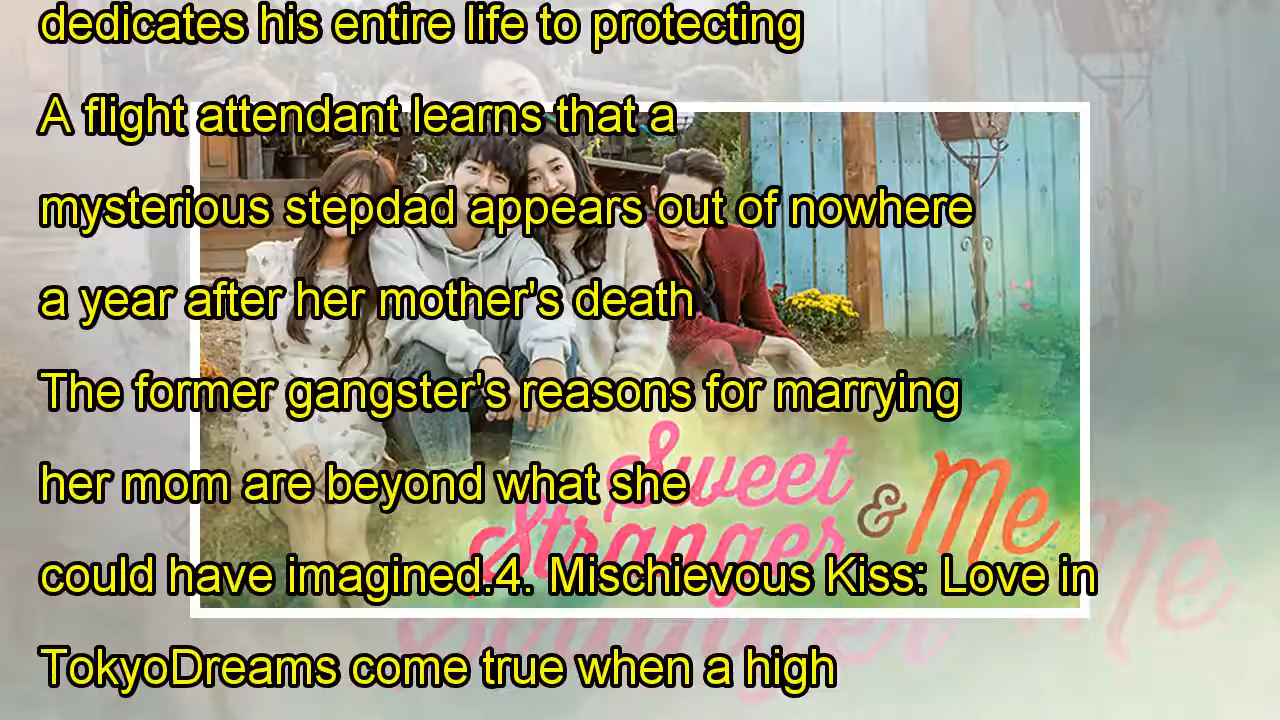 dedicates his entire life to protecting
A flight attendant learns that a
mysterious stepdad appears out of nowhere
a year after her mother's death
The former gangster's reasons for marrying
her mom are beyond what she
Sweet
Stranger & Me
could have imagined.4. Mischievous Kiss: Love in
TokyoDreams come true when a high
Stranger Me